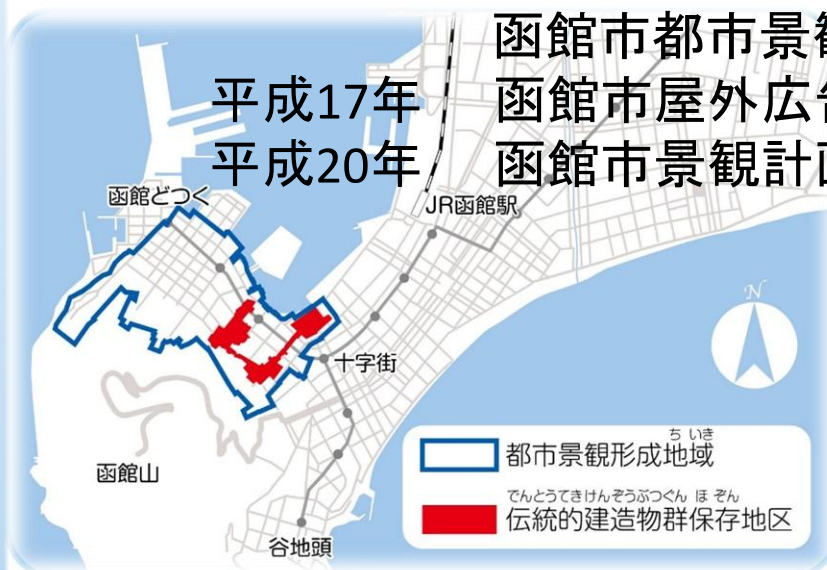 函館市都市景観
平成17年 函館市屋外広告
平成20年 函館市景観計画
函館どつく
JR函館駅
N
十字街
函館山
谷地頭
ちいき
都市景観形成地域
でんとうてきけんぞうぶつぐん ほぞん
伝統的建造物群保存地区